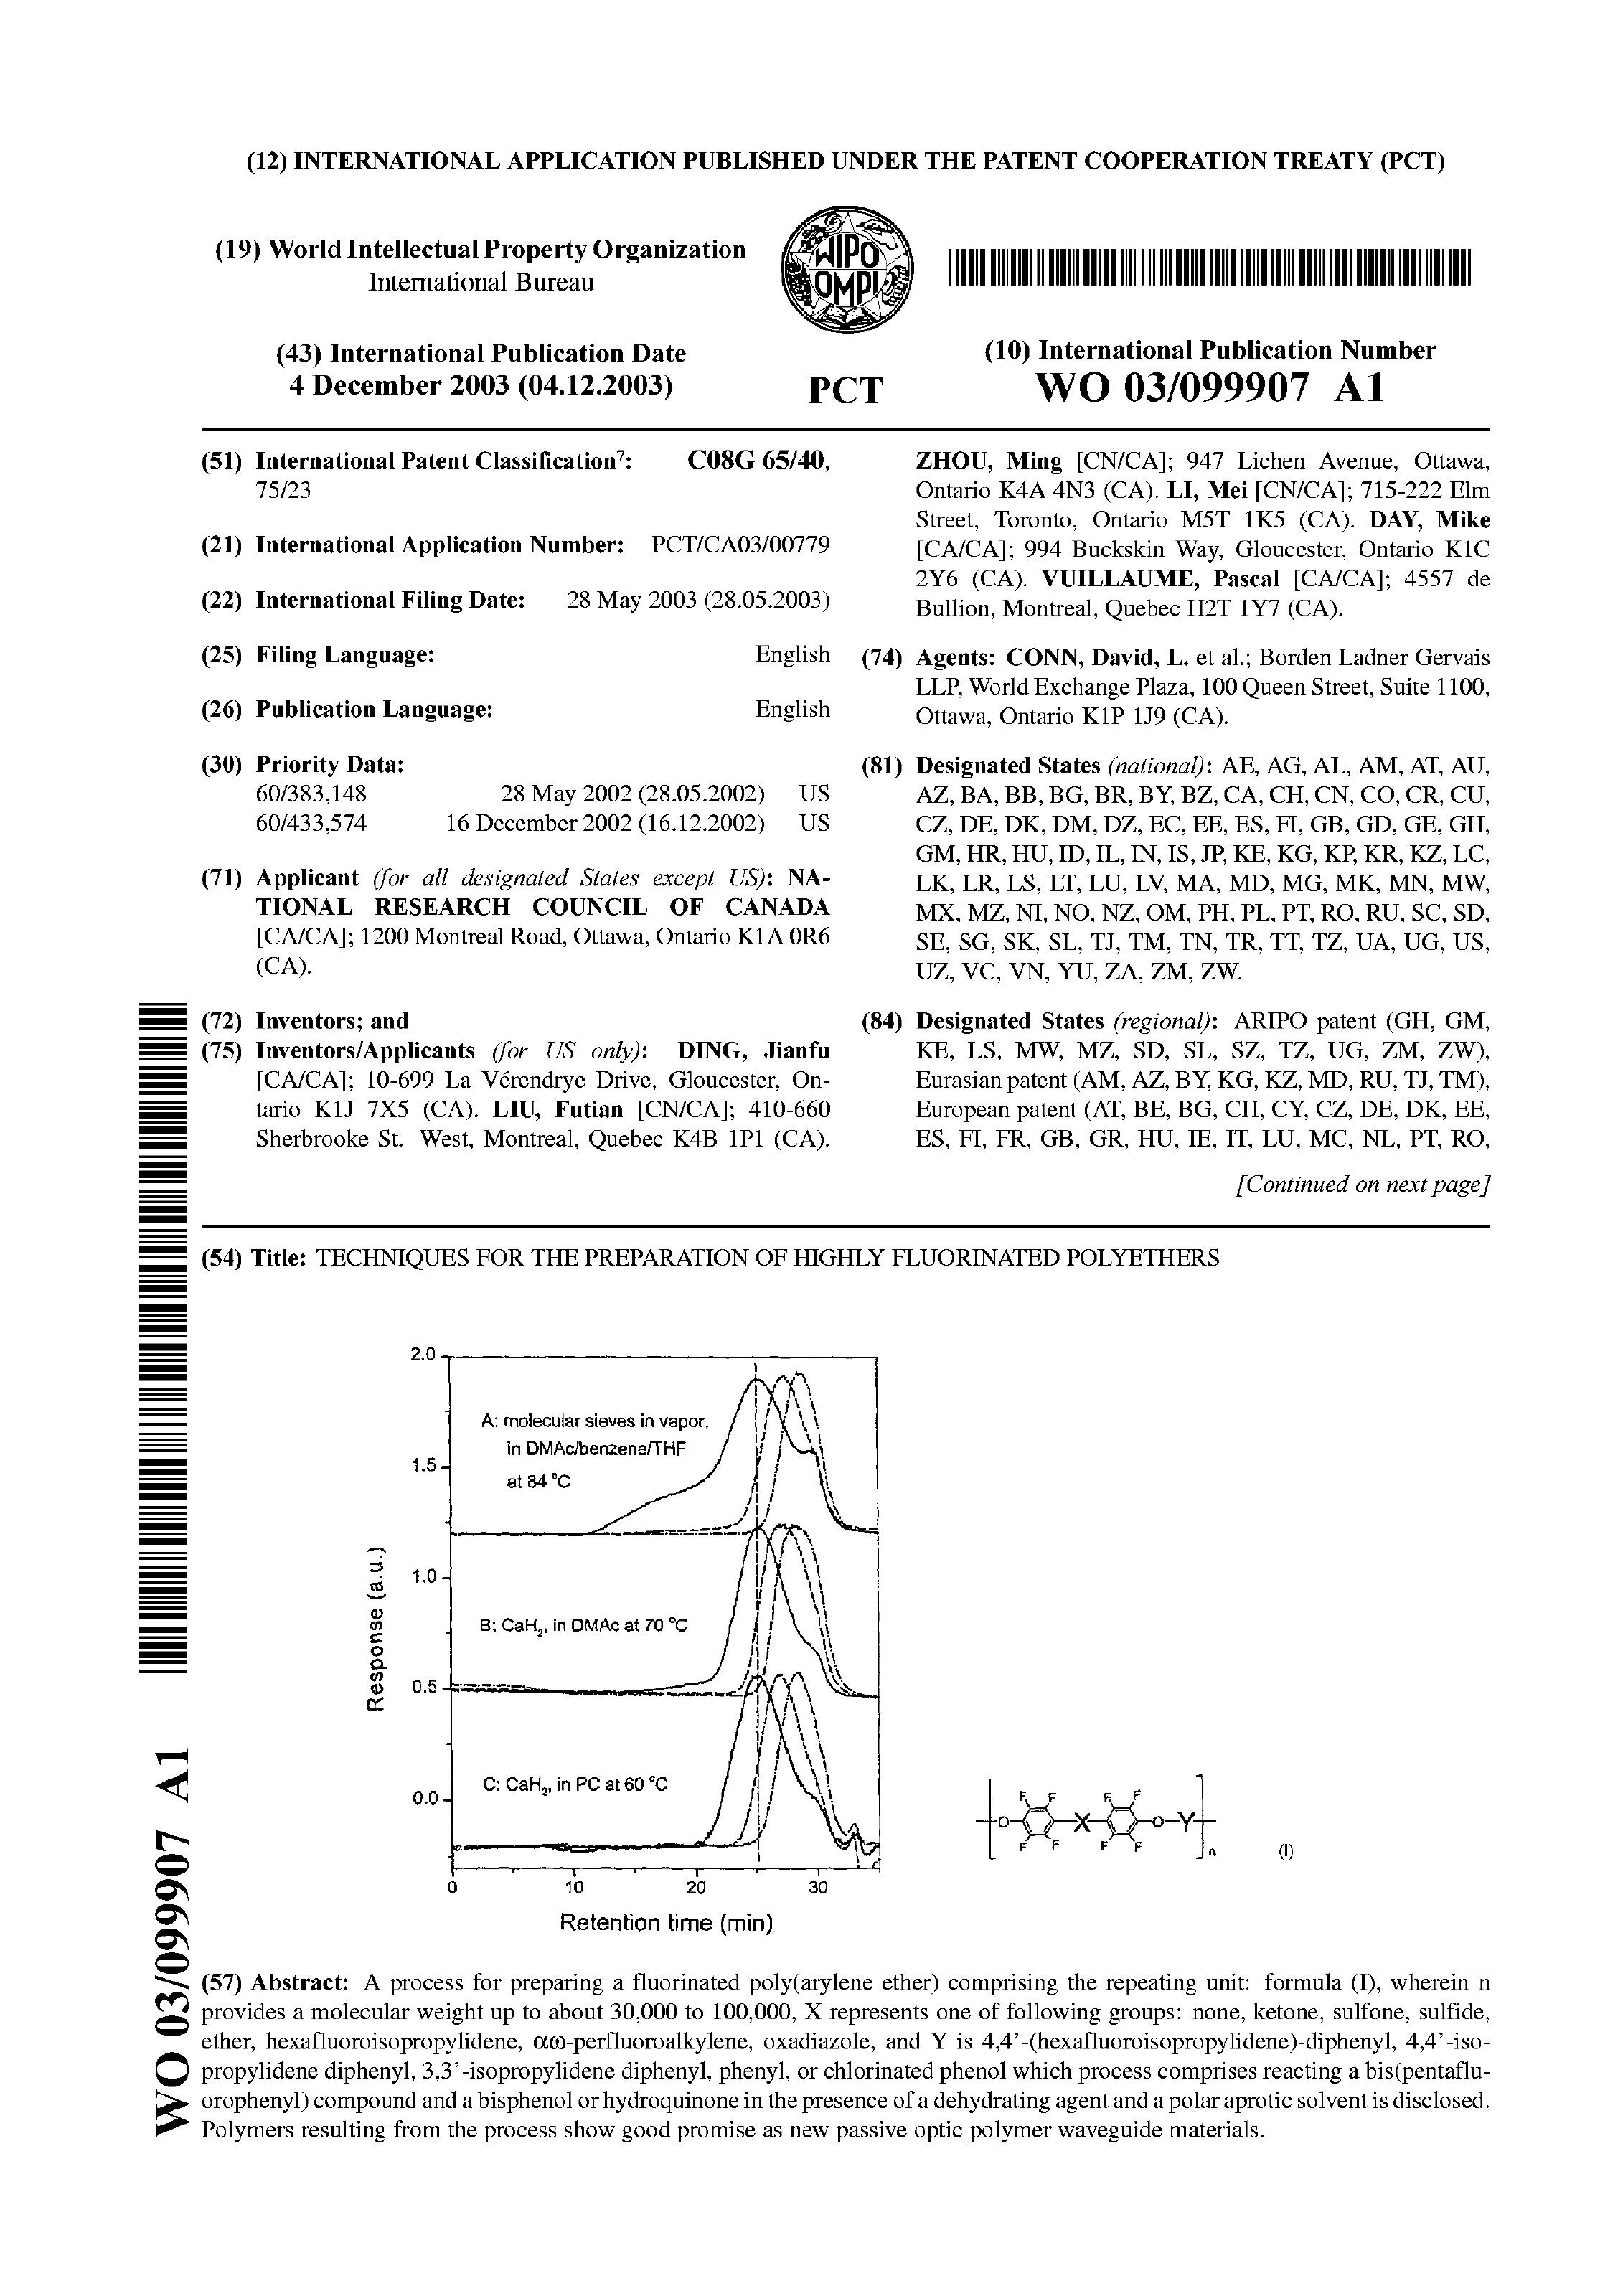 (12) INTERNATIONAL APPLICATION PUBLISHED UNDER THE PATENT COOPERATION TREATY (PCT)
(19) World Intellectual Property Organization
International Bureau
WIPO
OMPI
(43) International Publication Date
4 December 2003 (04.12.2003)
PCT
(10) International Publication Number
WO 03/099907 A1
(51) International Patent Classification7: C08G 65/40,
75/23
(21) International Application Number: PCT/CA03/00779
(22) International Filing Date: 28 May 2003 (28.05.2003)
(25) Filing Language: English
(26) Publication Language: English
(30) Priority Data:
60/383,148 28 May 2002 (28.05.2002) US
60/433,574 16 December 2002 (16.12.2002) US
(71) Applicant (for all designated States except US): NA-
TIONAL RESEARCH COUNCIL OF CANADA
[CA/CA]; 1200 Montreal Road, Ottawa, Ontario K1A 0R6
(CA).
(72) Inventors; and
(75) Inventors/Applicants (for US only): DING, Jianfu
[CA/CA]; 10-699 La Vérendrye Drive, Gloucester, On-
tario K1J 7X5 (CA). LIU, Futian [CN/CA]; 410-660
Sherbrooke St. West, Montreal, Quebec K4B 1P1 (CA).
ZHOU, Ming [CN/CA]; 947 Lichen Avenue, Ottawa,
Ontario K4A 4N3 (CA). LI, Mei [CN/CA]; 715-222 Elm
Street, Toronto, Ontario M5T 1K5 (CA). DAY, Mike
[CA/CA]; 994 Buckskin Way, Gloucester, Ontario K1C
2Y6 (CA). VUILLAUME, Pascal [CA/CA]; 4557 de
Bullion, Montreal, Quebec H2T 1Y7 (CA).
(74) Agents: CONN, David, L. et al.; Borden Ladner Gervais
LLP, World Exchange Plaza, 100 Queen Street, Suite 1100,
Ottawa, Ontario K1P 1J9 (CA).
(81) Designated States (national): AE, AG, AL, AM, AT, AU,
AZ, BA, BB, BG, BR, BY, BZ, CA, CH, CN, CO, CR, CU,
CZ, DE, DK, DM, DZ, EC, EE, ES, FI, GB, GD, GE, GH,
GM, HR, HU, ID, IL, IN, IS, JP, KE, KG, KP, KR, KZ, LC,
LK, LR, LS, LT, LU, LV, MA, MD, MG, MK, MN, MW,
MX, MZ, NI, NO, NZ, OM, PH, PL, PT, RO, RU, SC, SD,
SE, SG, SK, SL, TJ, TM, TN, TR, TT, TZ, UA, UG, US,
UZ, VC, VN, YU, ZA, ZM, ZW.
(84) Designated States (regional): ARIPO patent (GH, GM,
KE, LS, MW, MZ, SD, SL, SZ, TZ, UG, ZM, ZW),
Eurasian patent (AM, AZ, BY, KG, KZ, MD, RU, TJ, TM),
European patent (AT, BE, BG, CH, CY, CZ, DE, DK, EE,
ES, FI, FR, GB, GR, HU, IE, IT, LU, MC, NL, PT, RO,
[Continued on next page]
(54) Title: TECHNIQUES FOR THE PREPARATION OF HIGHLY FLUORINATED POLYETHERS
2.0
A: molecular sieves in vapor,
in DMAc/benzene/THF
at 84 °C
1.5
1.0
B: CaH2, in DMAc at 70 °C
0.5
C: CaH2, in PC at 60 °C
0.0
0 10 20 30
Response (a.u.)
Retention time (min)
F F F F
O X O Y
F F F F
n
(I)
(57) Abstract: A process for preparing a fluorinated poly(arylene ether) comprising the repeating unit: formula (I), wherein n
provides a molecular weight up to about 30,000 to 100,000, X represents one of following groups: none, ketone, sulfone, sulfide,
ether, hexafluoroisopropylidene, αω-perfluoroalkylene, oxadiazole, and Y is 4,4’-(hexafluoroisopropylidene)-diphenyl, 4,4’-iso-
propylidene diphenyl, 3,3’-isopropylidene diphenyl, phenyl, or chlorinated phenol which process comprises reacting a bis(pentaflu-
orophenyl) compound and a bisphenol or hydroquinone in the presence of a dehydrating agent and a polar aprotic solvent is disclosed.
Polymers resulting from the process show good promise as new passive optic polymer waveguide materials.
WO 03/099907 A1